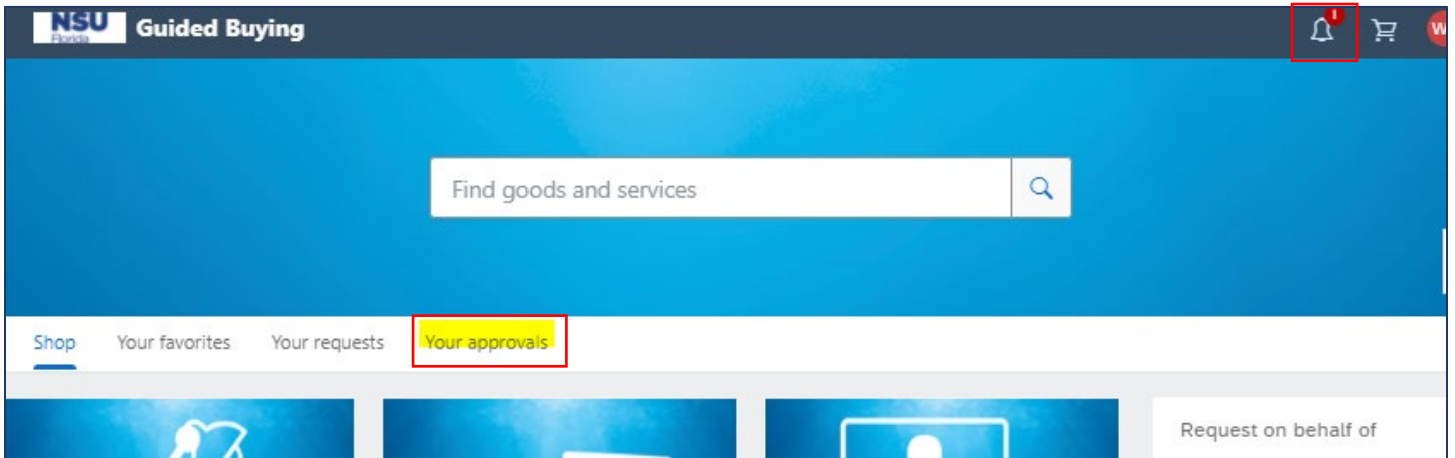 NSU
Florida
Guided Buying
1
W
Find goods and services
Shop Your favorites Your requests Your approvals
Request on behalf of